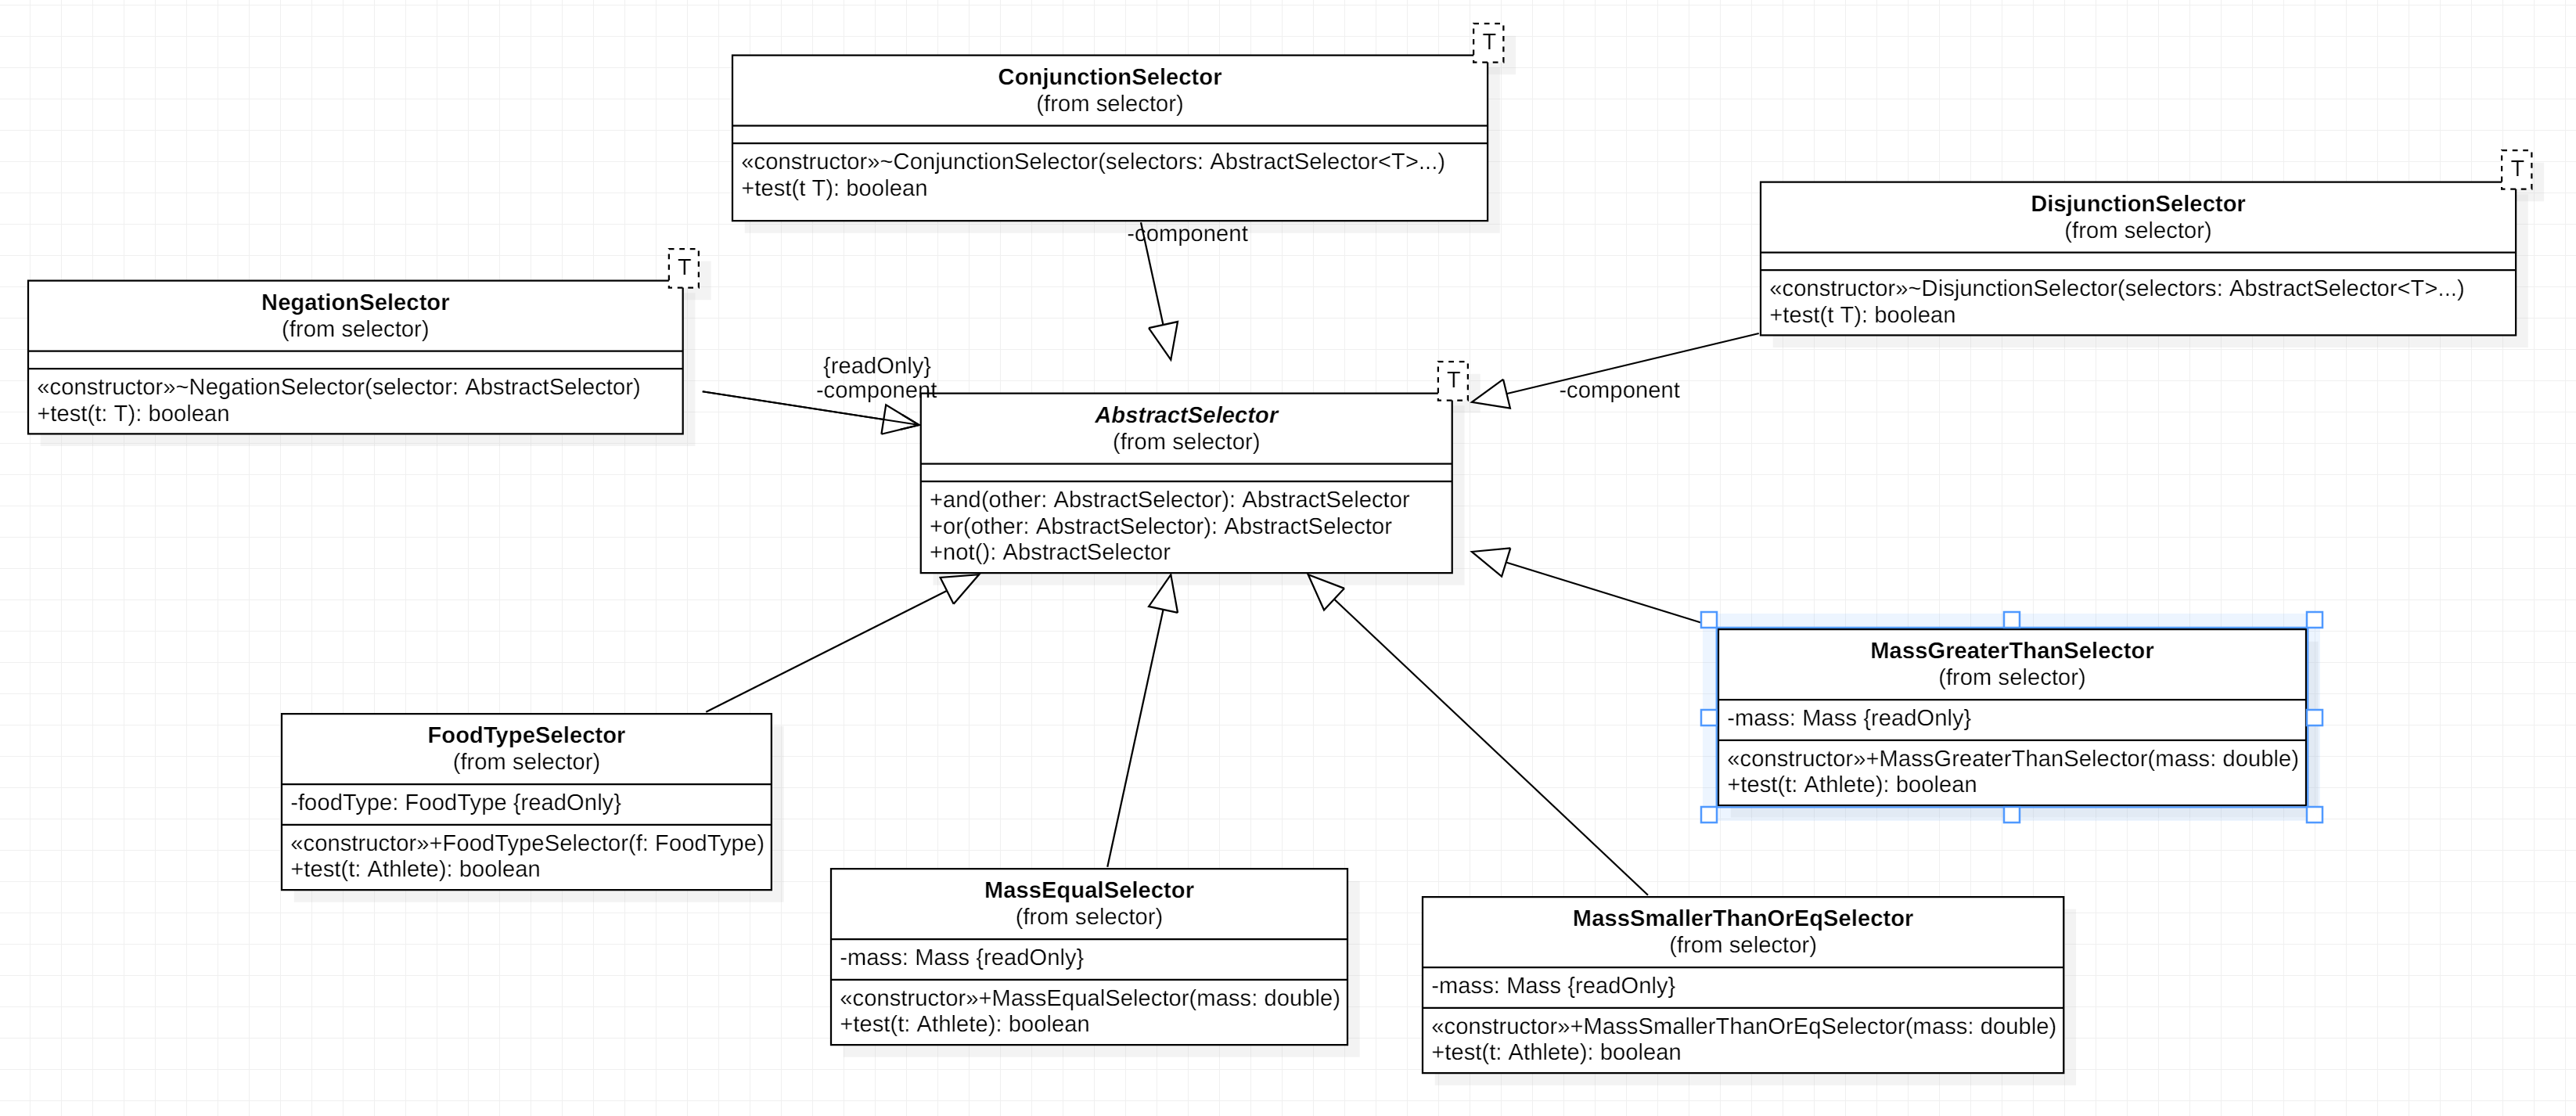 T
ConjunctionSelector
(from selector)
«constructor»~ConjunctionSelector(selectors: AbstractSelector<T>...)
+test(t T): boolean
-component
T
DisjunctionSelector
(from selector)
«constructor»~DisjunctionSelector(selectors: AbstractSelector<T>...)
+test(t T): boolean
-component
T
NegationSelector
(from selector)
«constructor»~NegationSelector(selector: AbstractSelector)
+test(t: T): boolean
{readOnly}
-component
T
AbstractSelector
(from selector)
+and(other: AbstractSelector): AbstractSelector
+or(other: AbstractSelector): AbstractSelector
+not(): AbstractSelector
MassGreaterThanSelector
(from selector)
-mass: Mass {readOnly}
«constructor»+MassGreaterThanSelector(mass: double)
+test(t: Athlete): boolean
FoodTypeSelector
(from selector)
-foodType: FoodType {readOnly}
«constructor»+FoodTypeSelector(f: FoodType)
+test(t: Athlete): boolean
MassEqualSelector
(from selector)
-mass: Mass {readOnly}
«constructor»+MassEqualSelector(mass: double)
+test(t: Athlete): boolean
MassSmallerThanOrEqSelector
(from selector)
-mass: Mass {readOnly}
«constructor»+MassSmallerThanOrEqSelector(mass: double)
+test(t: Athlete): boolean